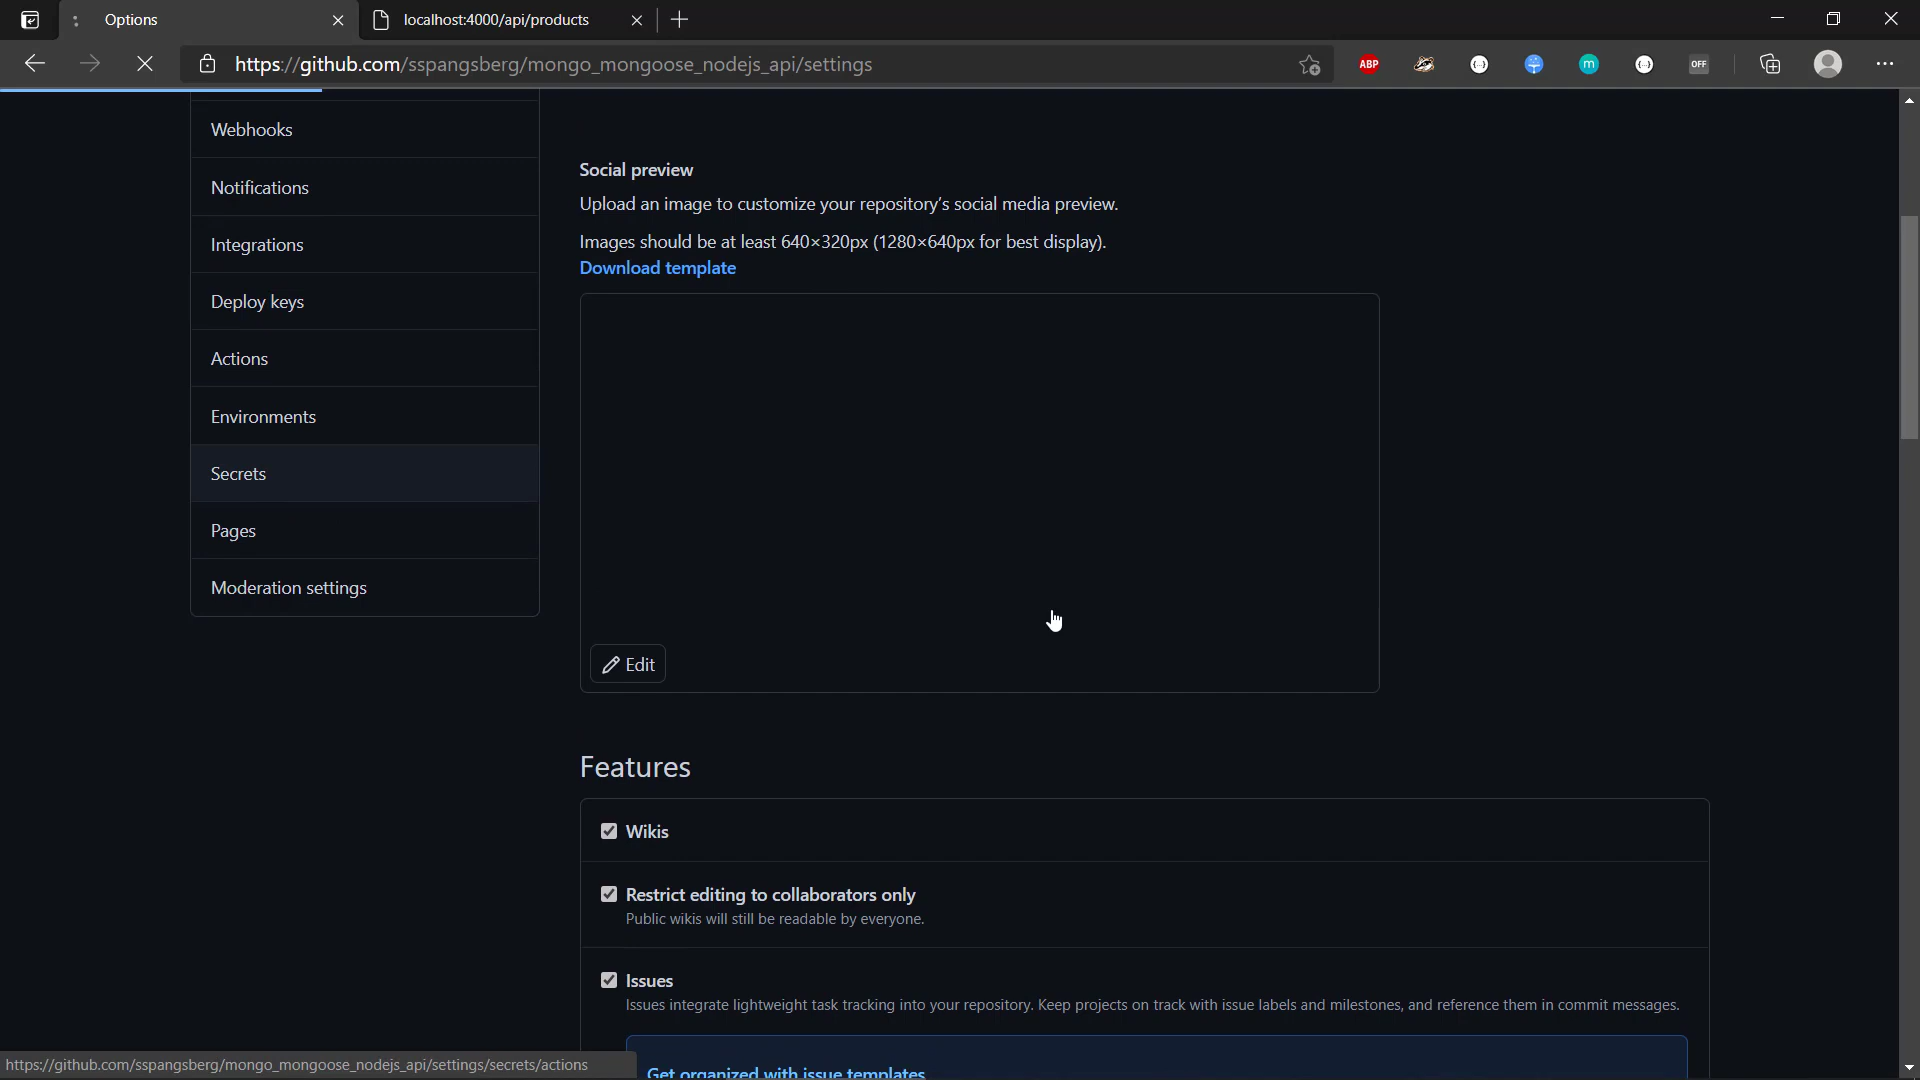 Options
localhost:4000/api/products
https://github.com/sspangsberg/mongo_mongoose_nodejs_api/settings
ABP
m
OFF
Webhooks
Notifications
Integrations
Deploy keys
Actions
Environments
Secrets
Pages
Moderation settings
Social preview
Upload an image to customize your repository's social media preview.
Images should be at least 640×320px (1280×640px for best display).
Download template
Edit
Features
Wikis
Restrict editing to collaborators only
Public wikis will still be readable by everyone.
Issues
Issues integrate lightweight task tracking into your repository. Keep projects on track with issue labels and milestones, and reference them in commit messages.
Get organized with issue templates
https://github.com/sspangsberg/mongo_mongoose_nodejs_api/settings/secrets/actions